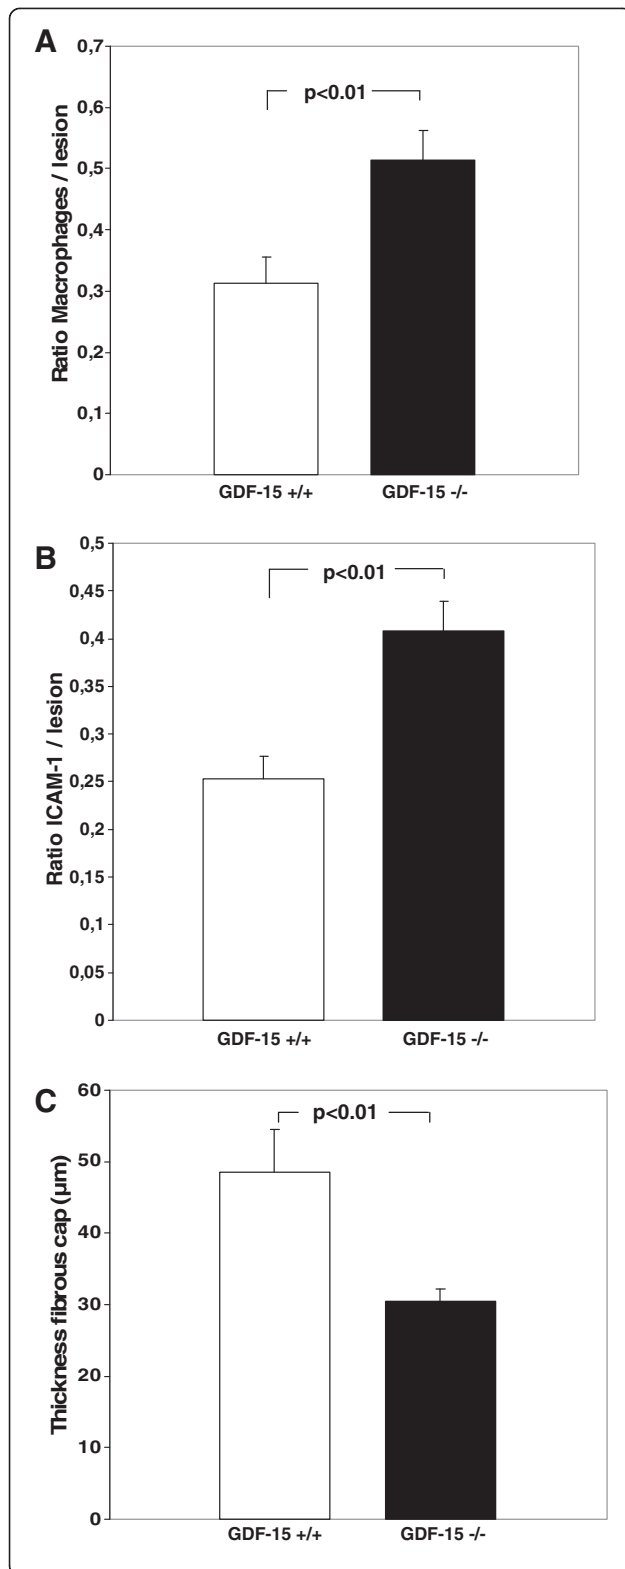 A
Ratio Macrophages / lesion
0,7
0,6
0,5
0,4
0,3
0,2
0,1
0
p<0.01
GDF-15 +/+ GDF-15 -/-
B
Ratio ICAM-1 / lesion
0,5
0,45
0,4
0,35
0,3
0,25
0,2
0,15
0,1
0,05
0
p<0.01
GDF-15 +/+ GDF-15 -/-
C
Thickness fibrous cap (µm)
60
50
40
30
20
10
0
p<0.01
GDF-15 +/+ GDF-15 -/-